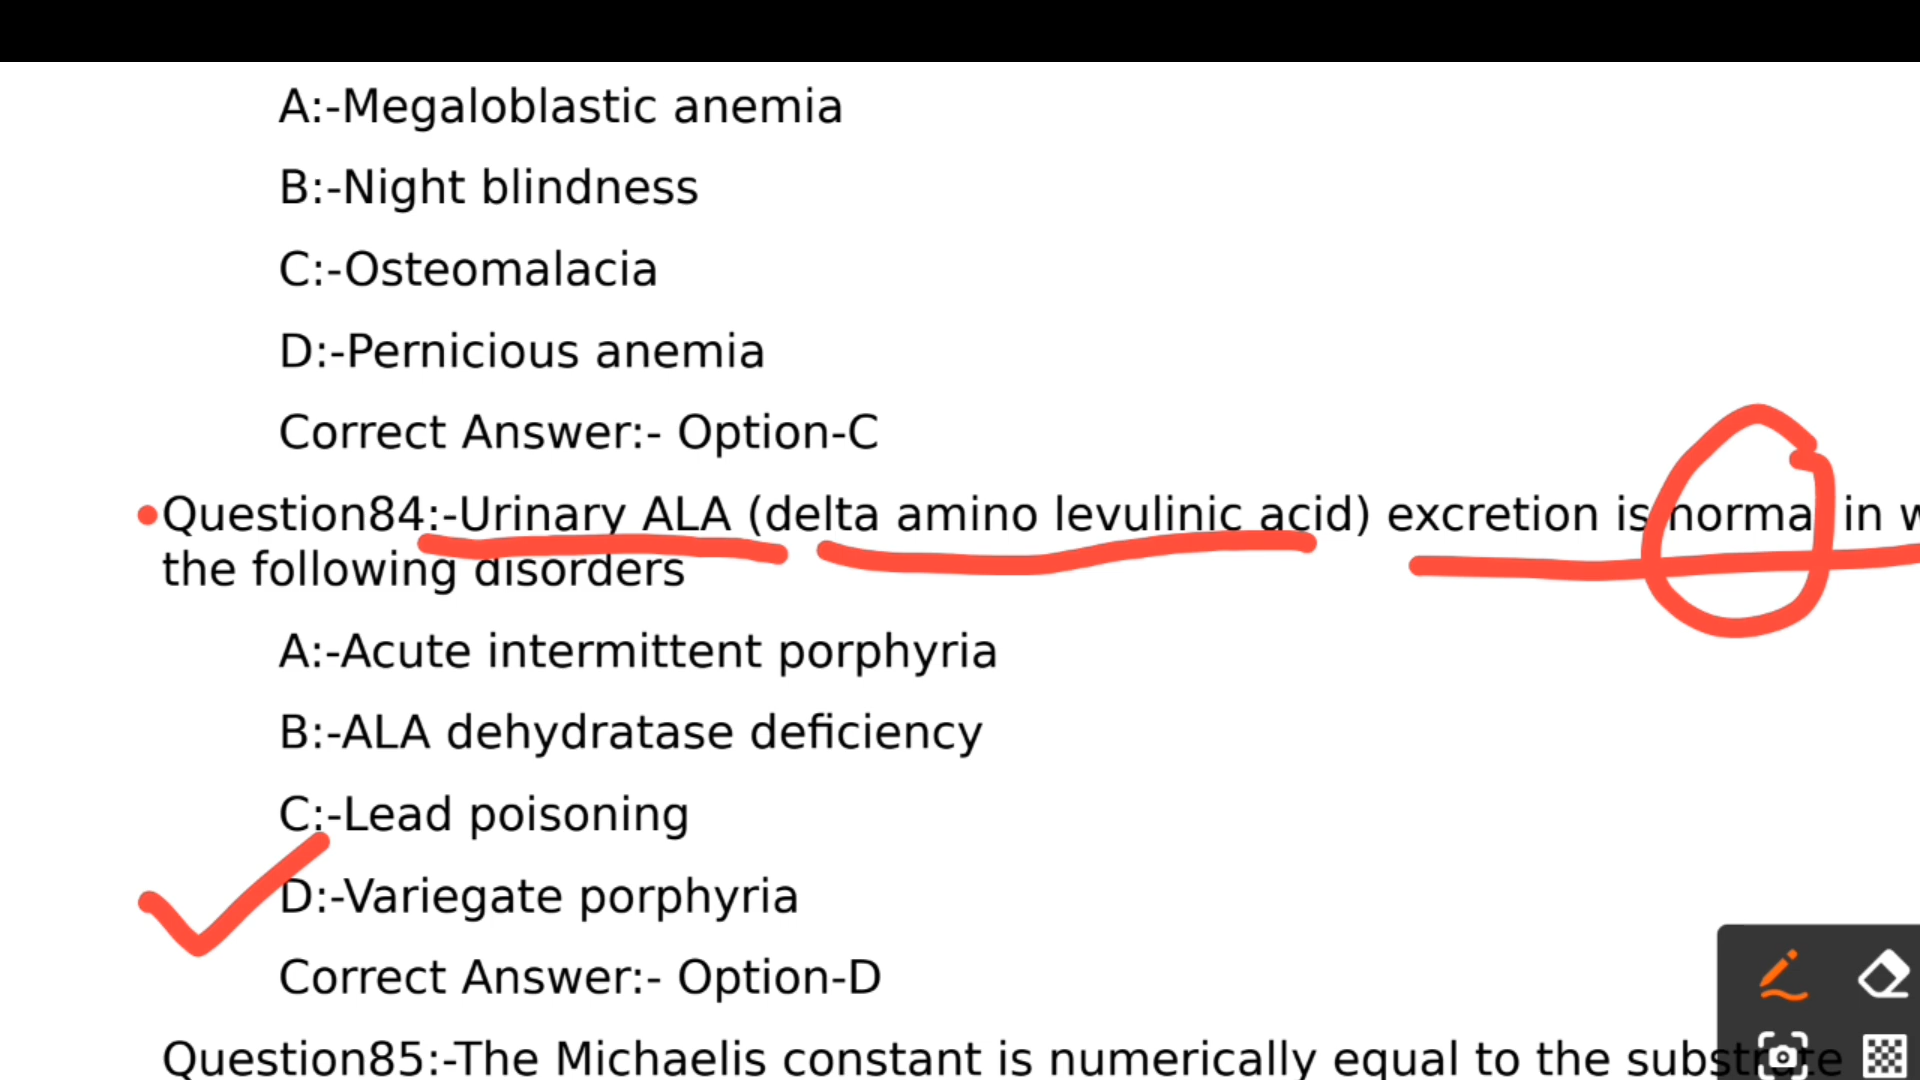 A:-Megaloblastic anemia
B:-Night blindness
C:-Osteomalacia
D:-Pernicious anemia
Correct Answer:- Option-C
Question84:-Urinary ALA (delta amino levulinic acid) excretion is normal in
the following disorders
A:-Acute intermittent porphyria
B:-ALA dehydratase deficiency
C:-Lead poisoning
D:-Variegate porphyria
Correct Answer:- Option-D
Question85:-The Michaelis constant is numerically equal to the substrate